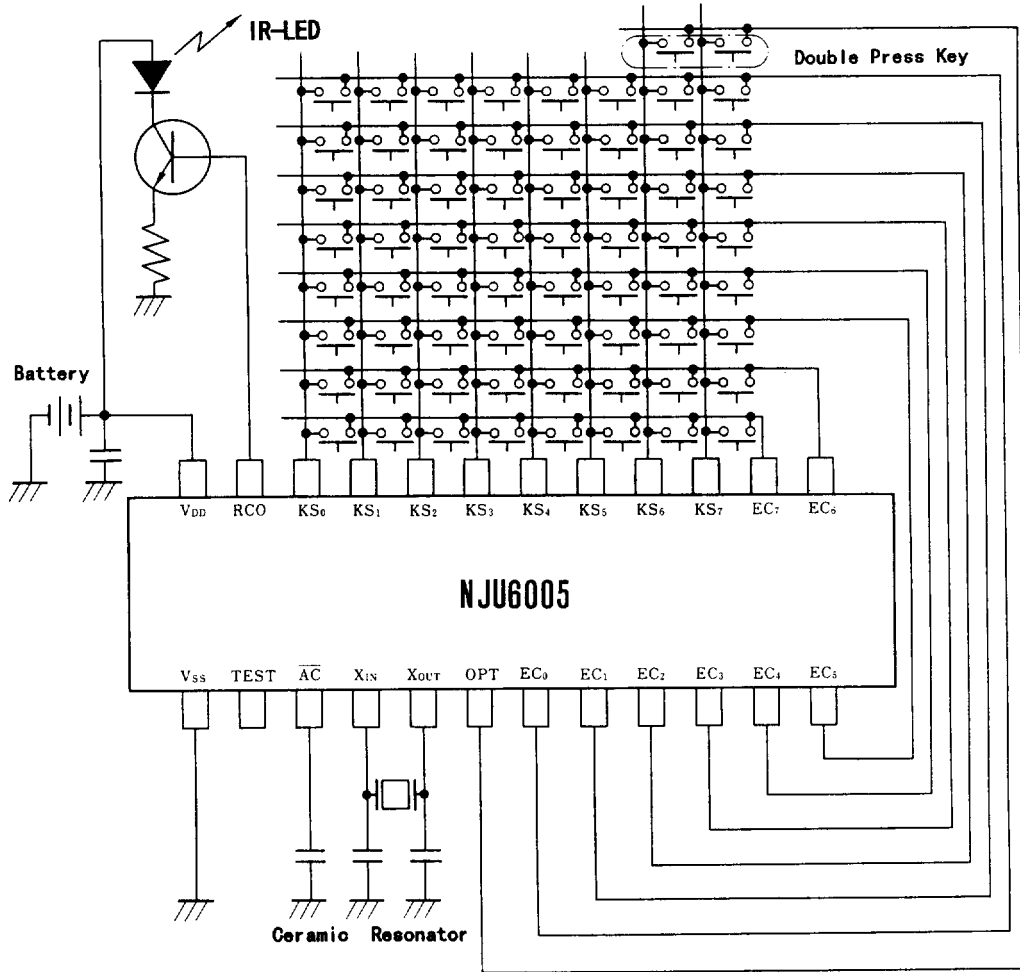 IR-LED
Double Press Key
Battery
VDD RCO KS0 KS1 KS2 KS3 KS4 KS5 KS6 KS7 EC7 EC6
NJU6005
VSS TEST A̅C̅ XIN XOUT OPT EC0 EC1 EC2 EC3 EC4 EC5
Ceramic Resonator